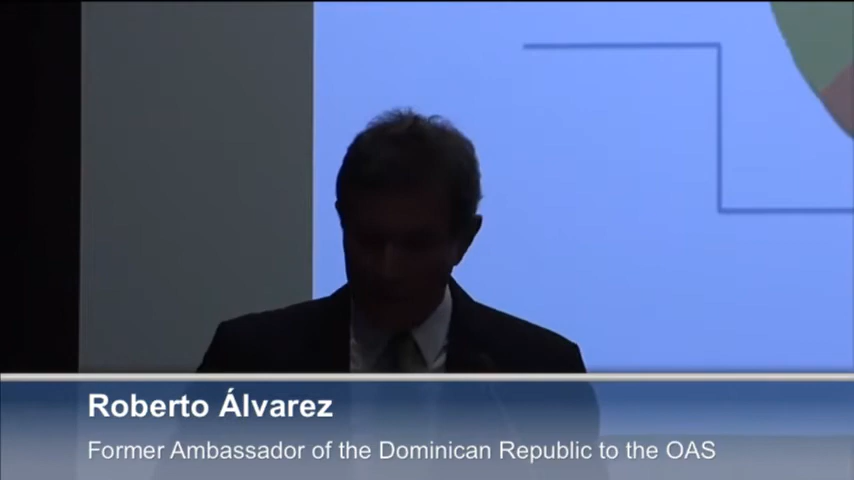 Roberto Álvarez
Former Ambassador of the Dominican Republic to the OAS